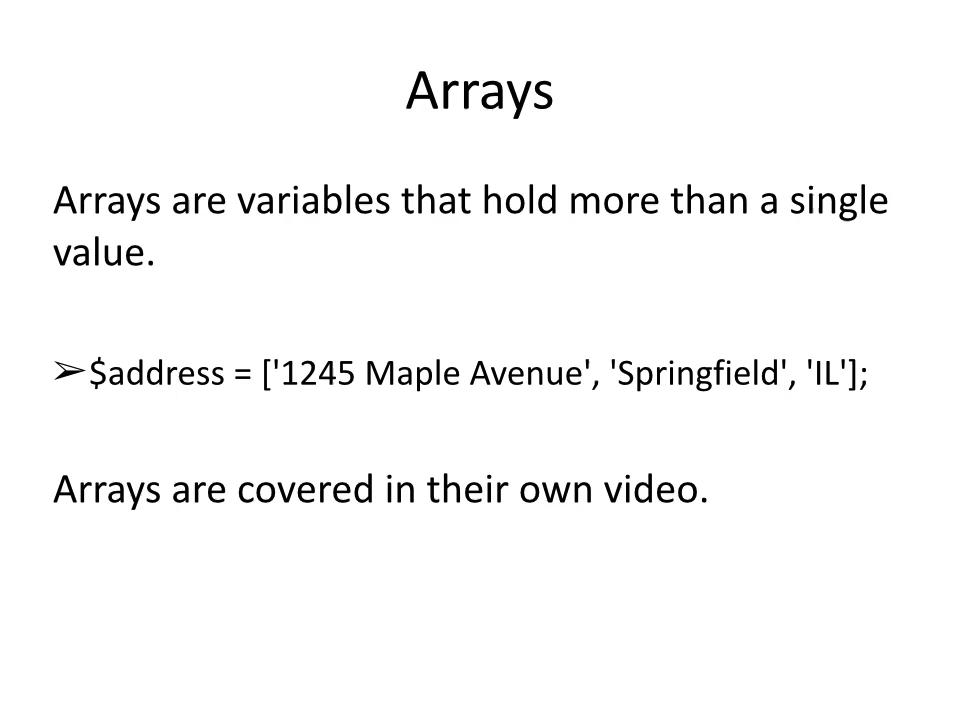 Arrays
Arrays are variables that hold more than a single
value.
➢$address = ['1245 Maple Avenue', 'Springfield', 'IL'];
Arrays are covered in their own video.